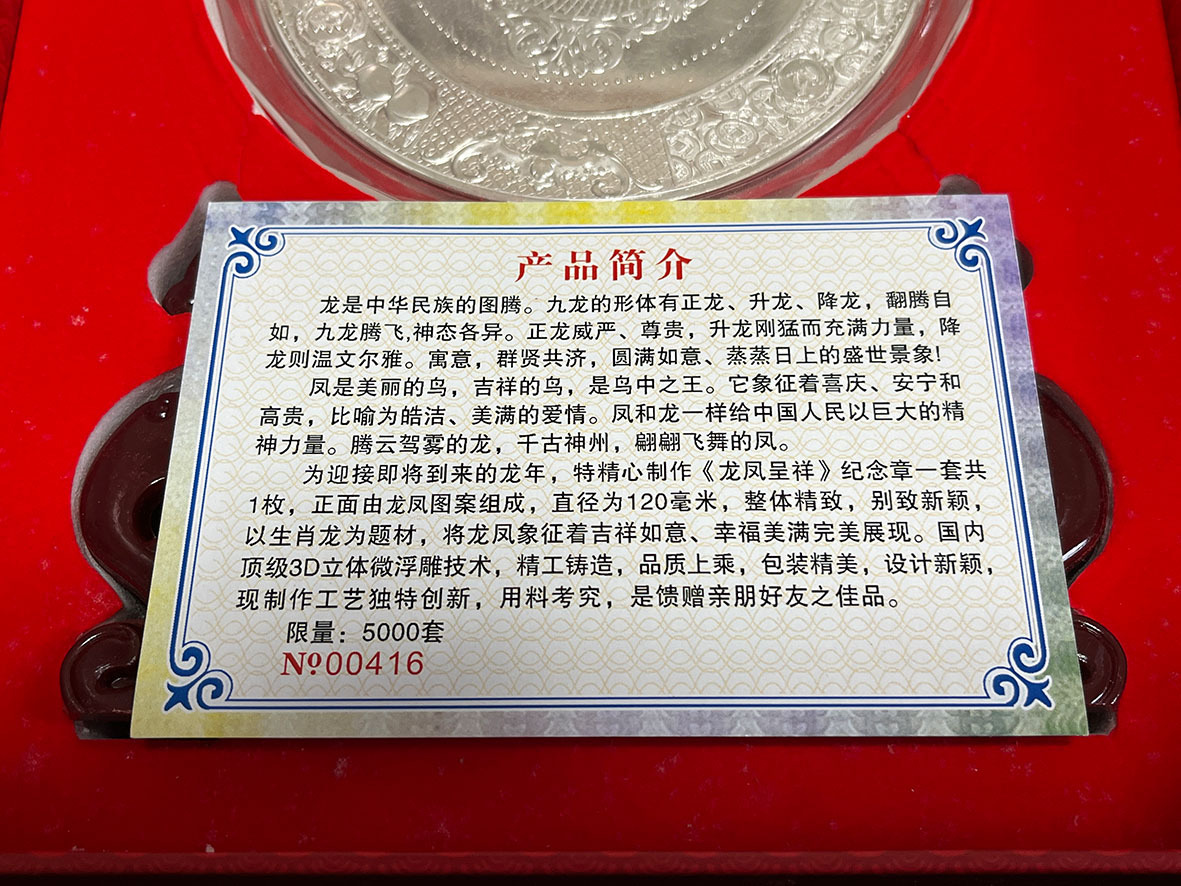 产品简介
龙是中华民族的图腾。九龙的形体有正龙、升龙、降龙，翻腾自
如，九龙腾飞,神态各异。正龙威严、尊贵，升龙刚猛而充满力量，降
龙则温文尔雅。寓意，群贤共济，圆满如意、蒸蒸日上的盛世景象!
凤是美丽的鸟，吉祥的鸟，是鸟中之王。它象征着喜庆、安宁和
高贵，比喻为皓洁、美满的爱情。凤和龙一样给中国人民以巨大的精
神力量。腾云驾雾的龙，千古神州，翩翩飞舞的凤。
为迎接即将到来的龙年，特精心制作《龙凤呈祥》纪念章一套共
1枚，正面由龙凤图案组成，直径为120毫米，整体精致，别致新颖，
以生肖龙为题材，将龙凤象征着吉祥如意、幸福美满完美展现。国内
顶级3D立体微浮雕技术，精工铸造，品质上乘，包装精美，设计新颖，
现制作工艺独特创新，用料考究，是馈赠亲朋好友之佳品。
限量：5000套
№00416